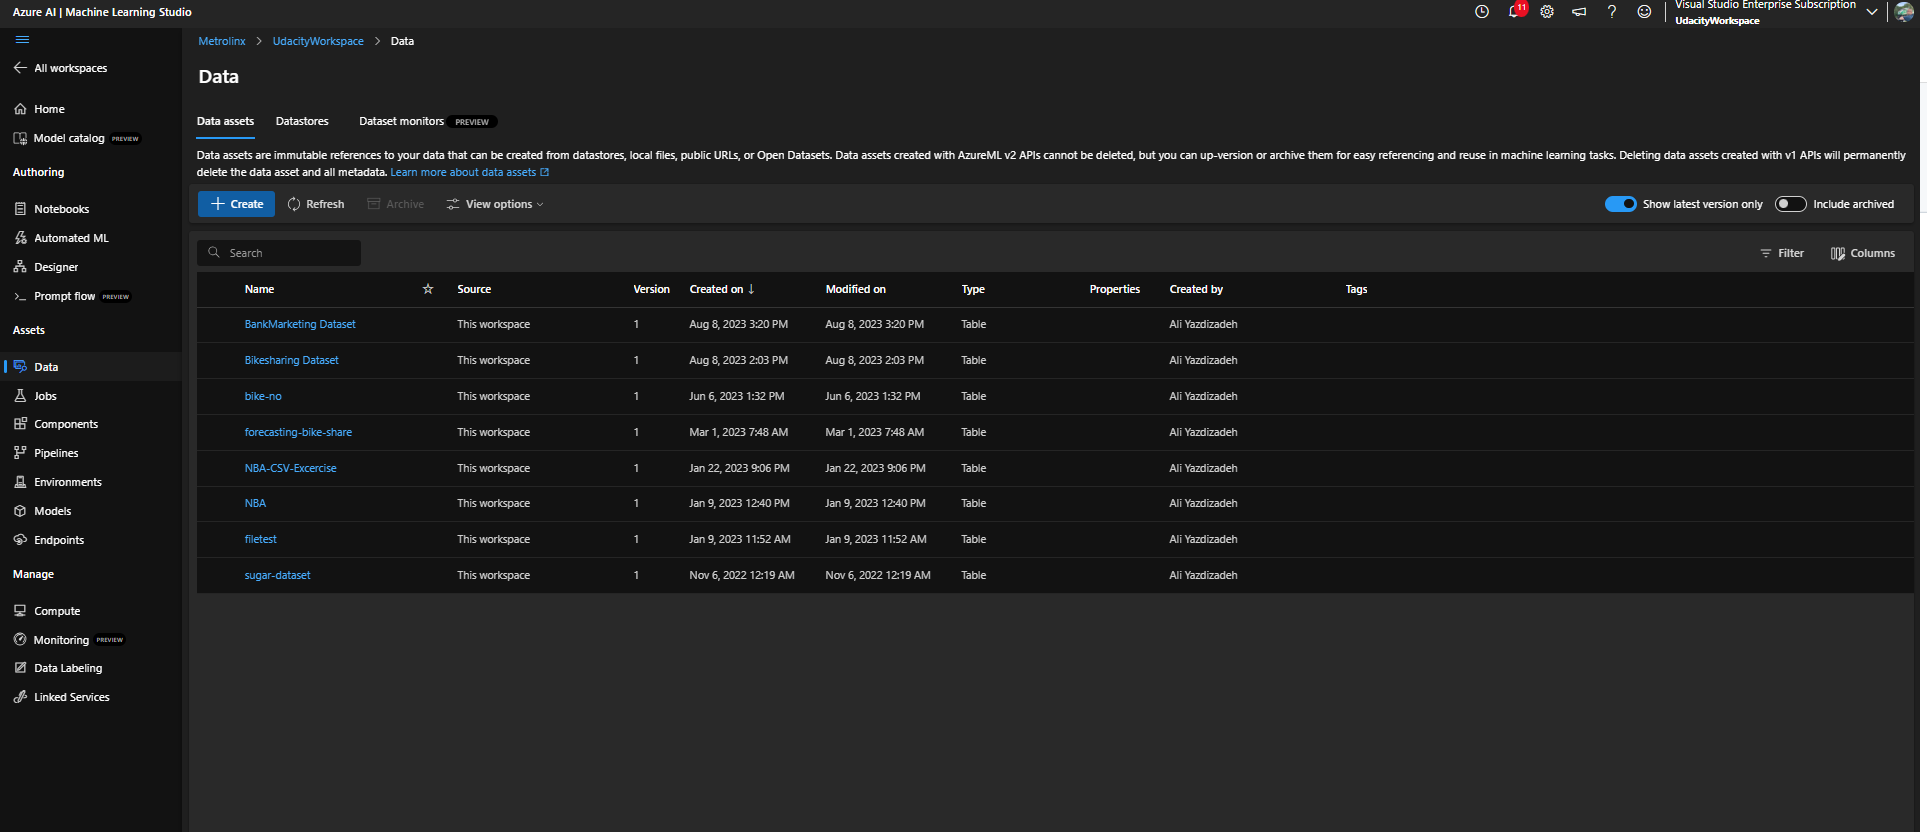 Azure AI | Machine Learning Studio
11
Visual Studio Enterprise Subscription
UdacityWorkspace
All workspaces
Home
Model catalog PREVIEW
Authoring
Notebooks
Automated ML
Designer
Prompt flow PREVIEW
Assets
Data
Jobs
Components
Pipelines
Environments
Models
Endpoints
Manage
Compute
Monitoring PREVIEW
Data Labeling
Linked Services
Metrolinx > UdacityWorkspace > Data
Data
Data assets Datastores Dataset monitors PREVIEW
Data assets are immutable references to your data that can be created from datastores, local files, public URLs, or Open Datasets. Data assets created with AzureML v2 APIs cannot be deleted, but you can up-version or archive them for easy referencing and reuse in machine learning tasks. Deleting data assets created with v1 APIs will permanently
delete the data asset and all metadata. Learn more about data assets
Create Refresh Archive View options Show latest version only Include archived
Search Filter Columns
Name Source Version Created on ↓ Modified on Type Properties Created by Tags
BankMarketing Dataset This workspace 1 Aug 8, 2023 3:20 PM Aug 8, 2023 3:20 PM Table Ali Yazdizadeh
Bikesharing Dataset This workspace 1 Aug 8, 2023 2:03 PM Aug 8, 2023 2:03 PM Table Ali Yazdizadeh
bike-no This workspace 1 Jun 6, 2023 1:32 PM Jun 6, 2023 1:32 PM Table Ali Yazdizadeh
forecasting-bike-share This workspace 1 Mar 1, 2023 7:48 AM Mar 1, 2023 7:48 AM Table Ali Yazdizadeh
NBA-CSV-Excercise This workspace 1 Jan 22, 2023 9:06 PM Jan 22, 2023 9:06 PM Table Ali Yazdizadeh
NBA This workspace 1 Jan 9, 2023 12:40 PM Jan 9, 2023 12:40 PM Table Ali Yazdizadeh
filetest This workspace 1 Jan 9, 2023 11:52 AM Jan 9, 2023 11:52 AM Table Ali Yazdizadeh
sugar-dataset This workspace 1 Nov 6, 2022 12:19 AM Nov 6, 2022 12:19 AM Table Ali Yazdizadeh